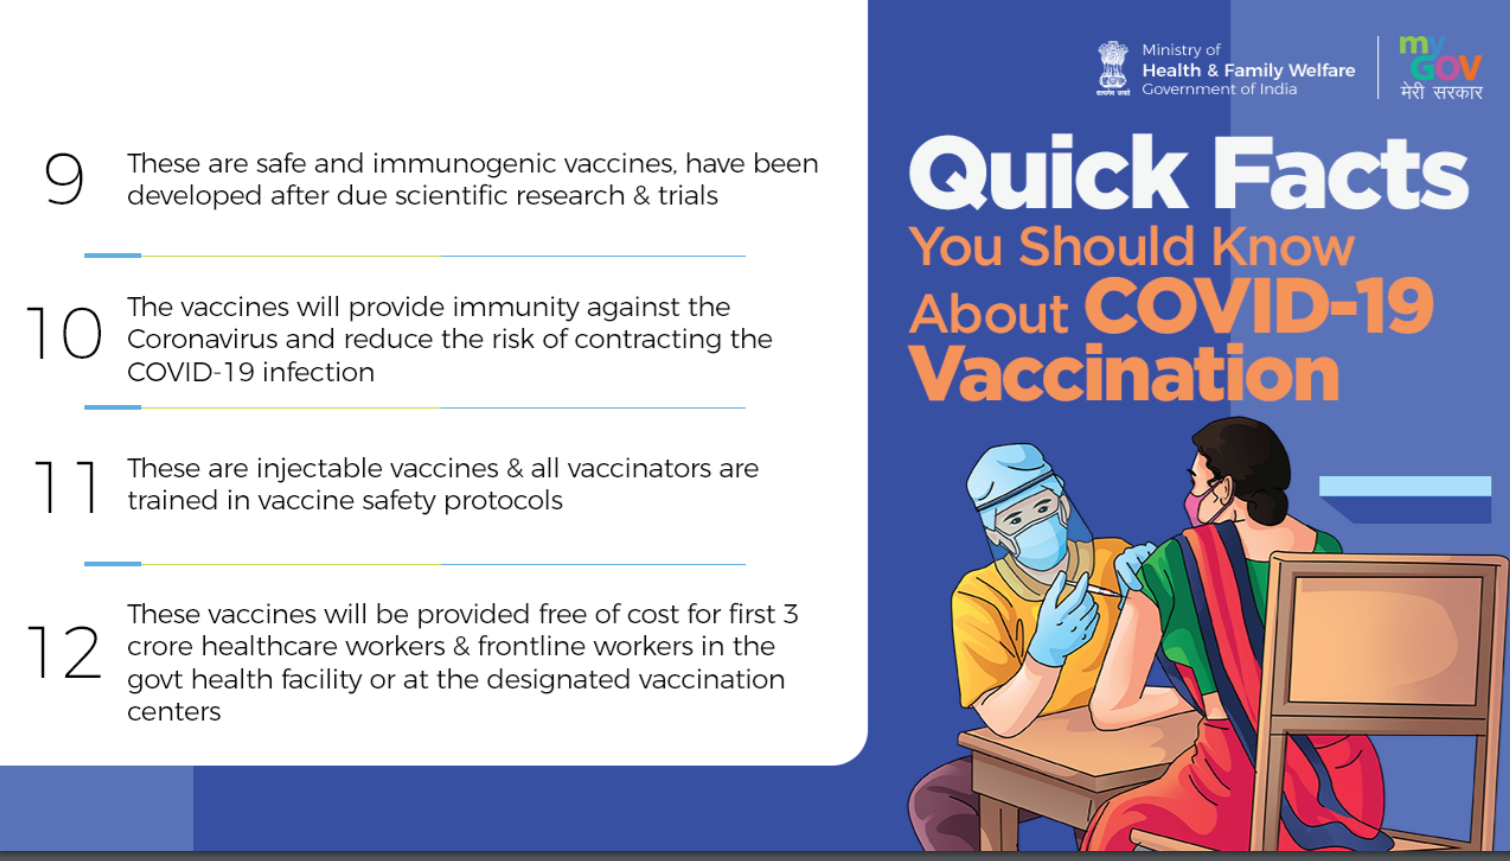 Ministry of
Health & Family Welfare
Government of India
सत्यमेव जयते
my
GOV
मेरी सरकार
Quick Facts
You Should Know
About COVID-19
Vaccination
9
These are safe and immunogenic vaccines, have been
developed after due scientific research & trials
10
The vaccines will provide immunity against the
Coronavirus and reduce the risk of contracting the
COVID-19 infection
11
These are injectable vaccines & all vaccinators are
trained in vaccine safety protocols
12
These vaccines will be provided free of cost for first 3
crore healthcare workers & frontline workers in the
govt health facility or at the designated vaccination
centers